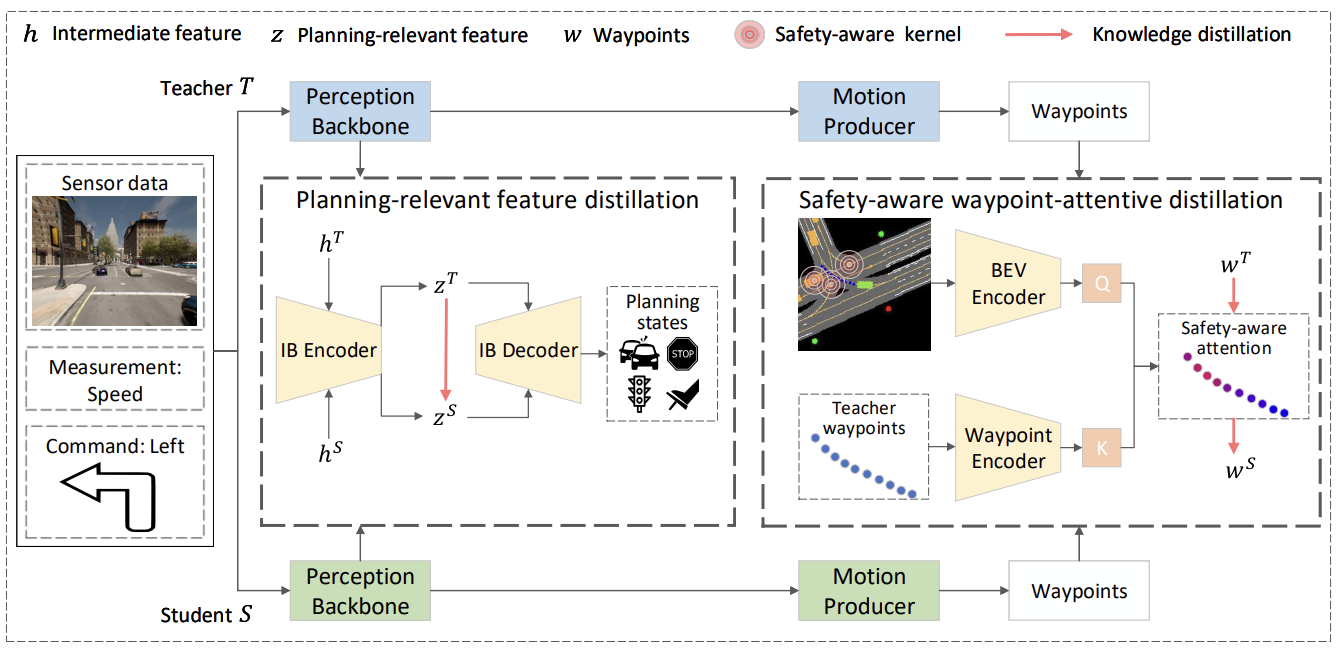 h Intermediate feature z Planning-relevant feature w Waypoints Safety-aware kernel Knowledge distillation
Teacher T
Perception
Backbone
Motion
Producer
Waypoints
Sensor data
Measurement:
Speed
Command: Left
Planning-relevant feature distillation
h^T
z^T
IB Encoder
IB Decoder
z^S
h^S
Planning
states
STOP
Safety-aware waypoint-attentive distillation
BEV
Encoder
Q
w^T
Safety-aware
attention
Teacher
waypoints
Waypoint
Encoder
K
w^S
Student S
Perception
Backbone
Motion
Producer
Waypoints